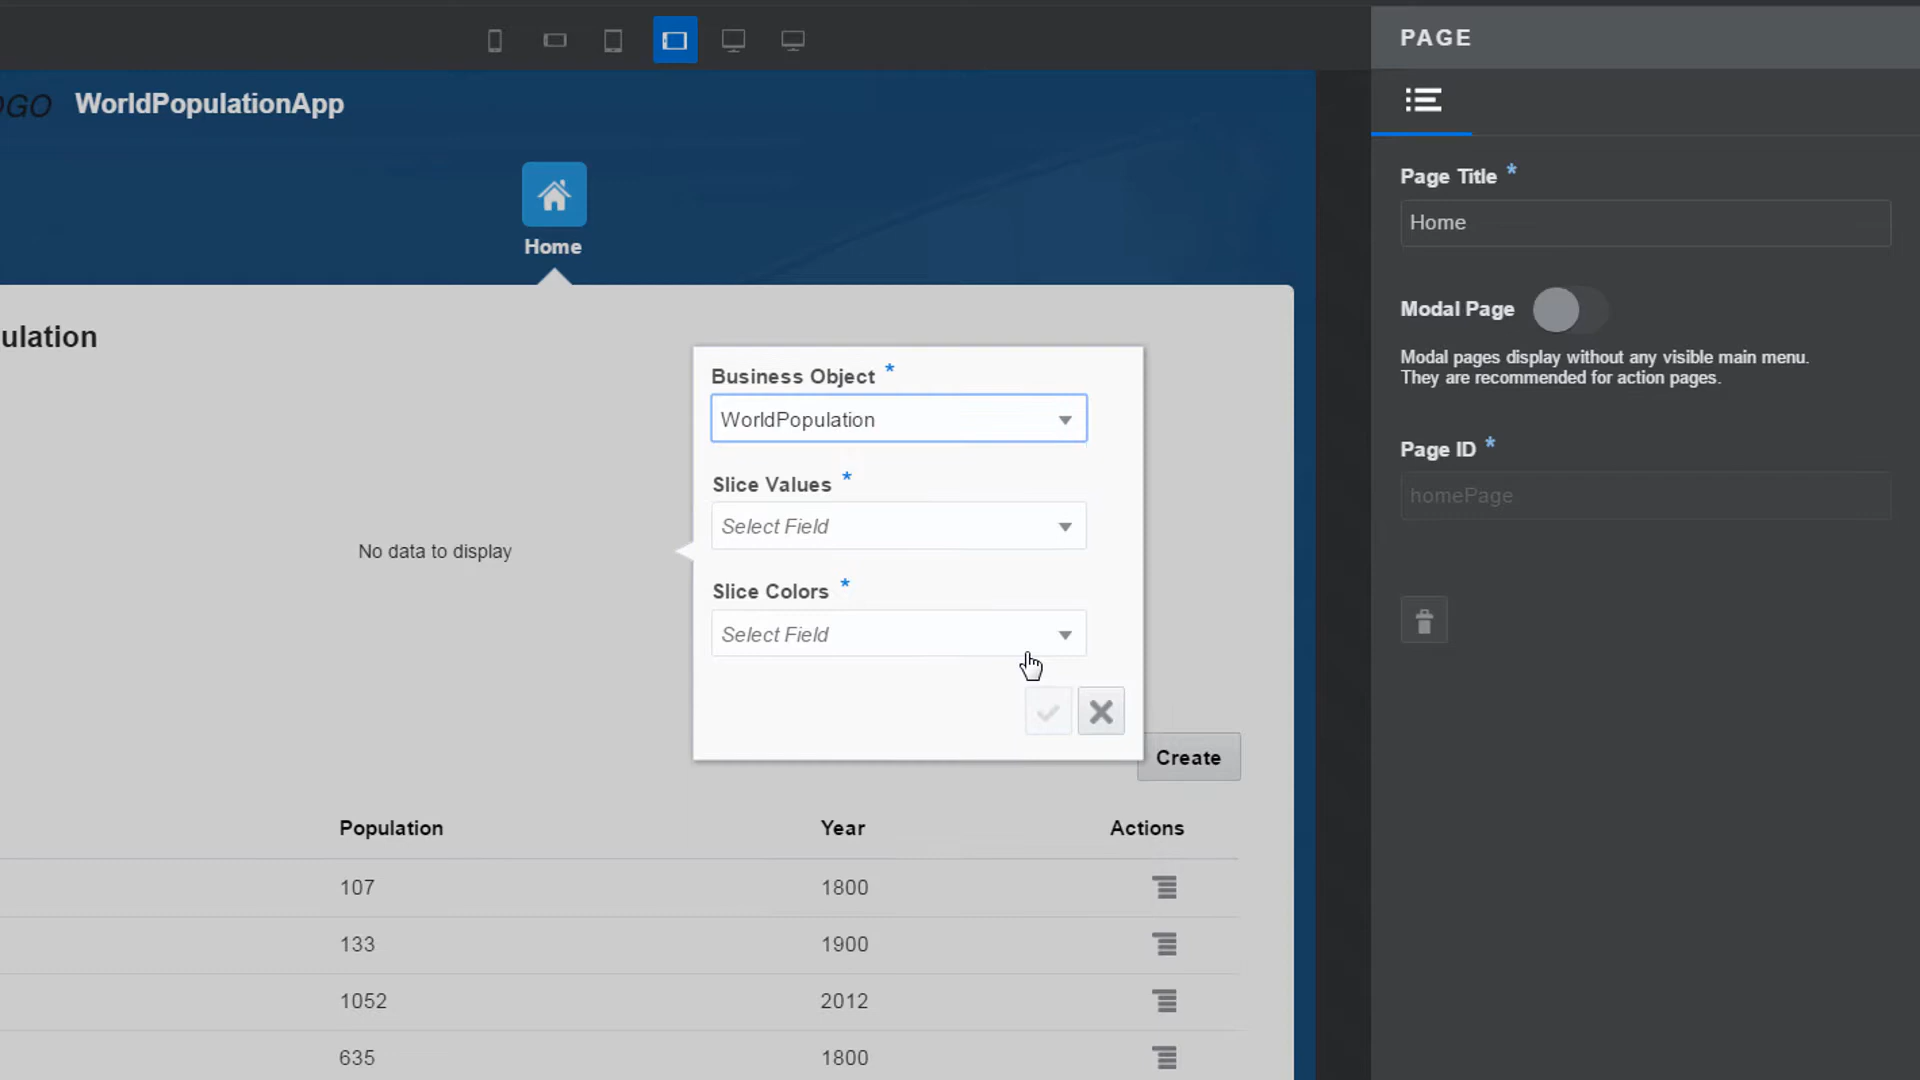 PAGE
OGO WorldPopulationApp
Home
Page Title *
Home
Modal Page
Modal pages display without any visible main menu.
They are recommended for action pages.
Page ID *
homePage
ulation
Business Object *
WorldPopulation
Slice Values *
Select Field
No data to display
Slice Colors *
Select Field
Create
Population Year Actions
107 1800
133 1900
1052 2012
635 1800